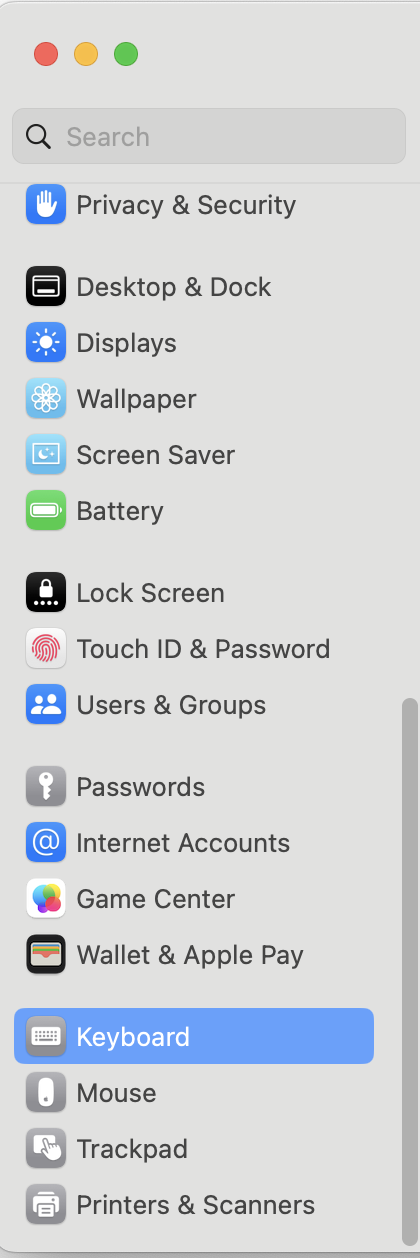 Search
Privacy & Security
Desktop & Dock
Displays
Wallpaper
Screen Saver
Battery
Lock Screen
Touch ID & Password
Users & Groups
Passwords
@ Internet Accounts
Game Center
Wallet & Apple Pay
Keyboard
Mouse
Trackpad
Printers & Scanners